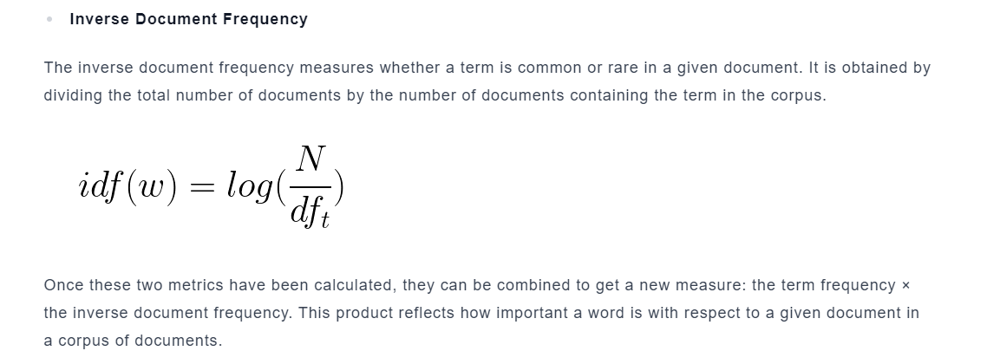 • Inverse Document Frequency
The inverse document frequency measures whether a term is common or rare in a given document. It is obtained by
dividing the total number of documents by the number of documents containing the term in the corpus.
idf(w) = log(N/df_t)
Once these two metrics have been calculated, they can be combined to get a new measure: the term frequency ×
the inverse document frequency. This product reflects how important a word is with respect to a given document in
a corpus of documents.